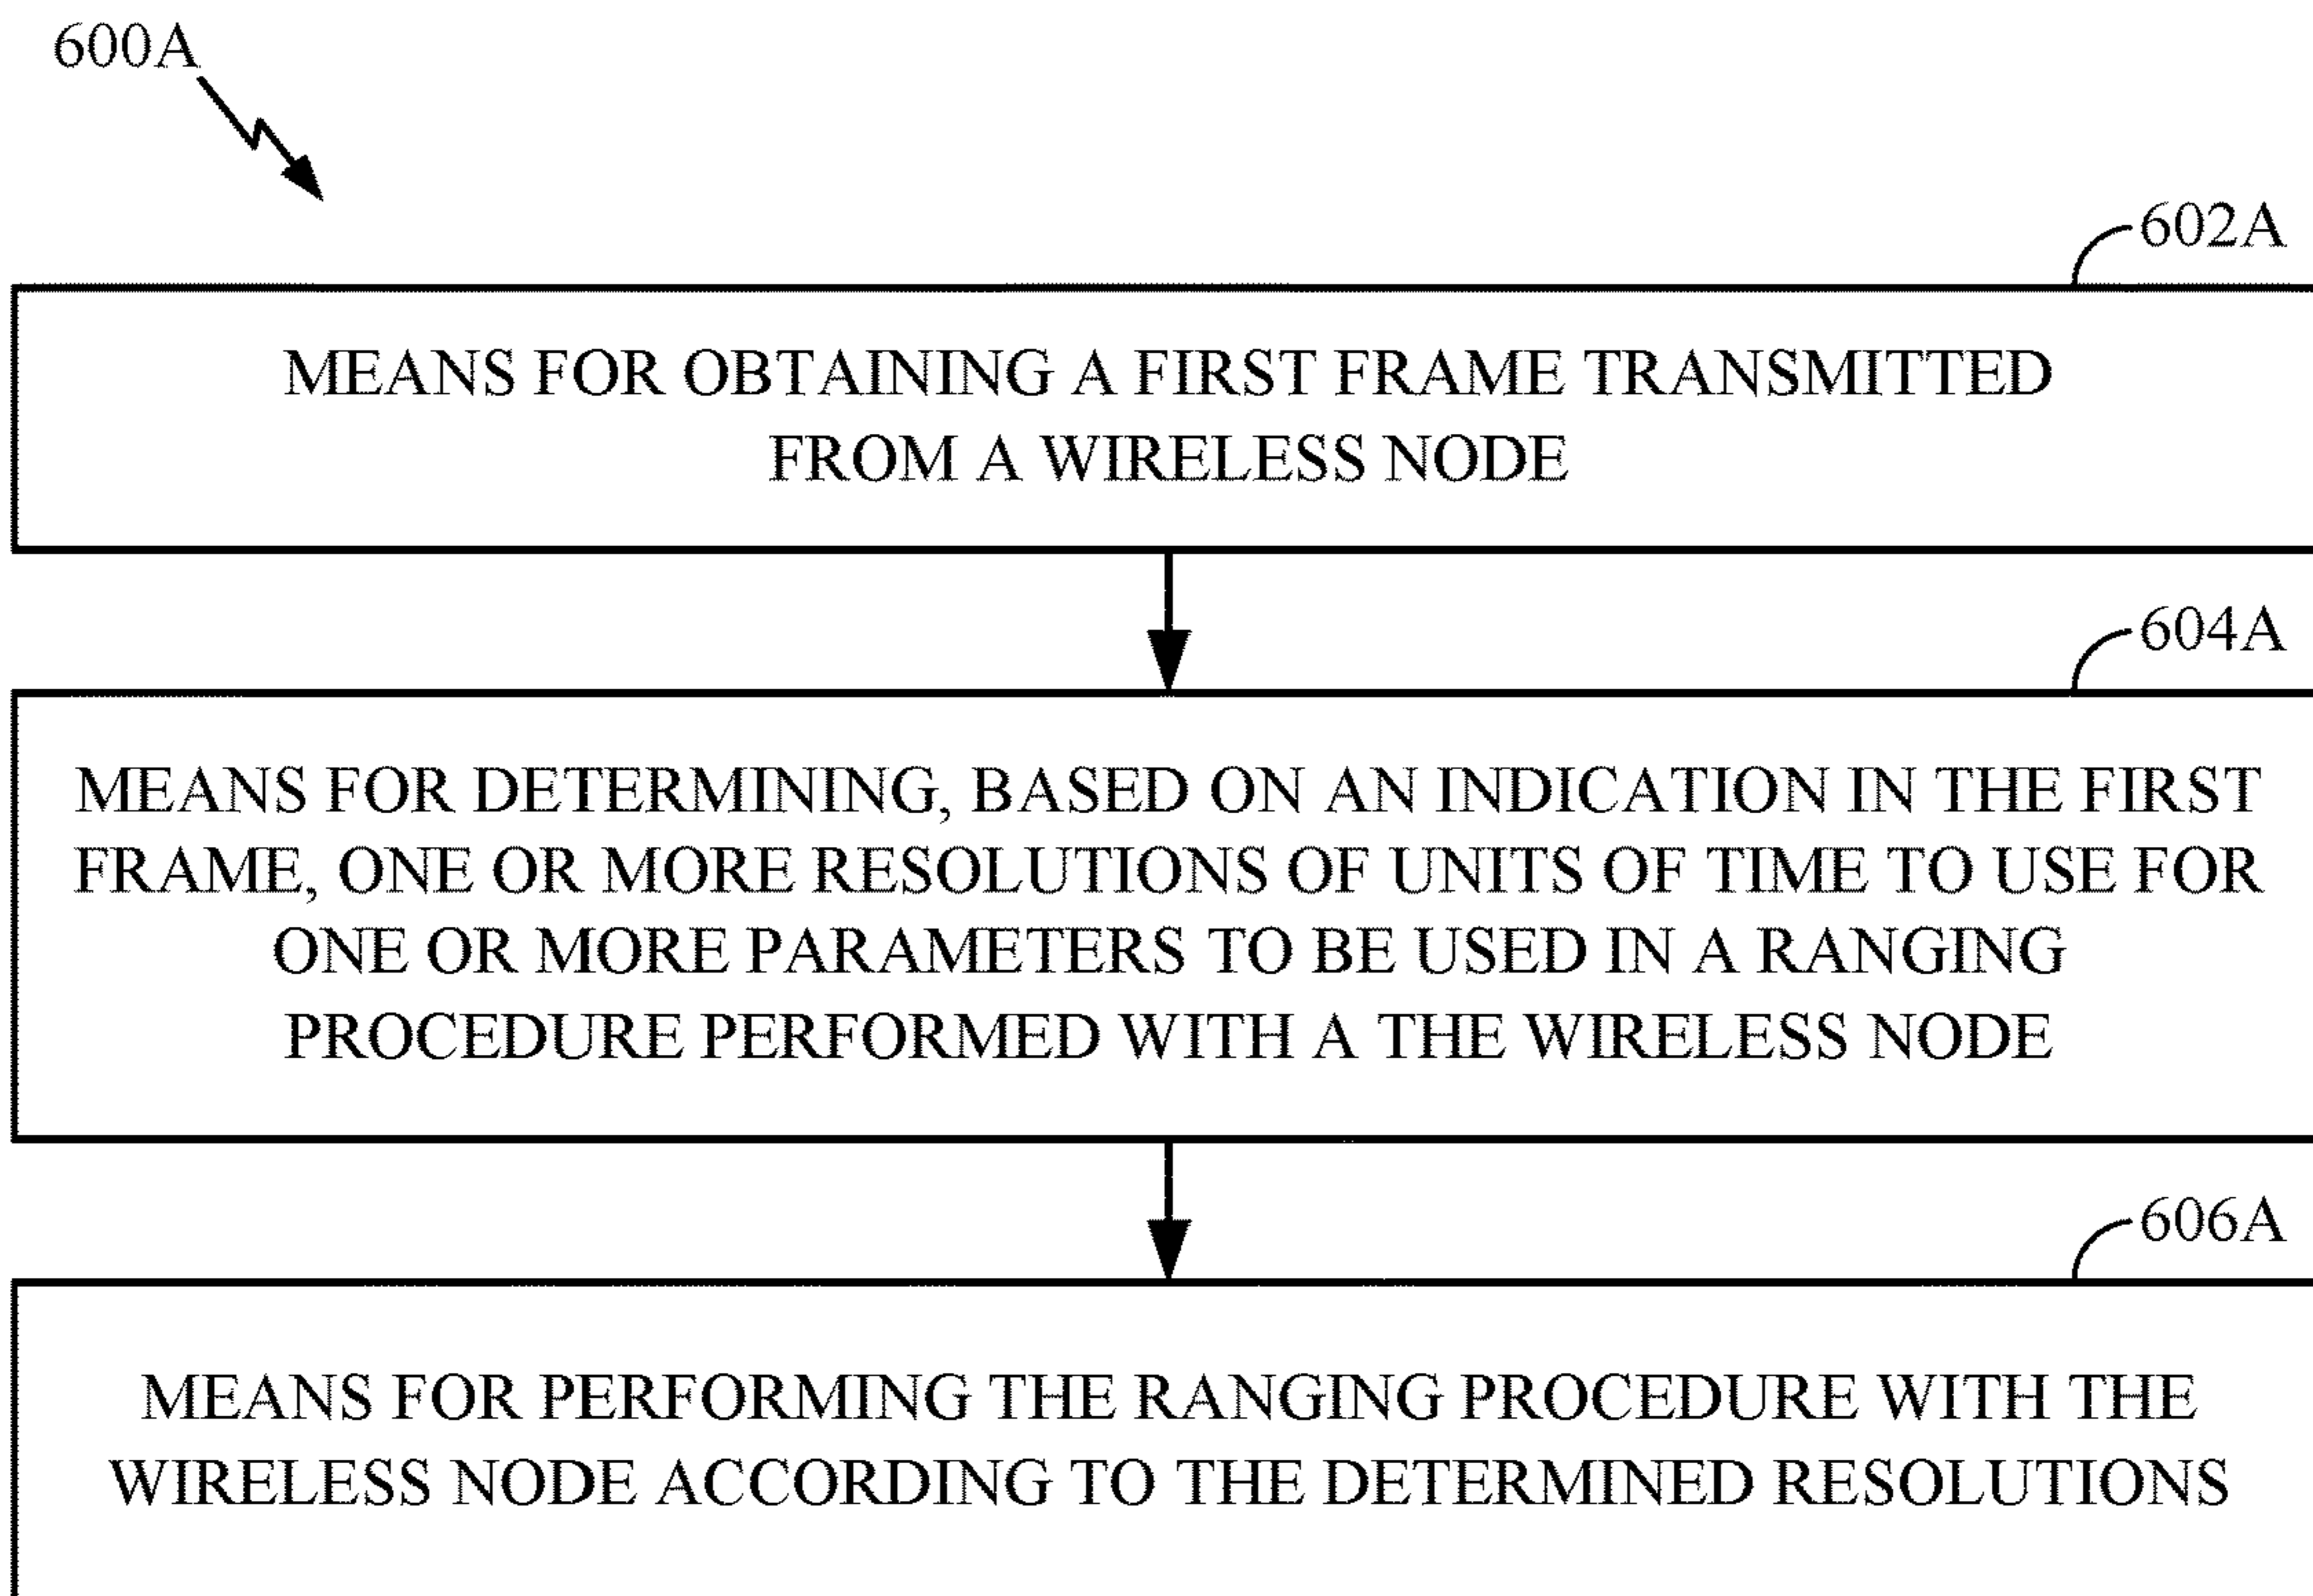 600A
602A
MEANS FOR OBTAINING A FIRST FRAME TRANSMITTED
FROM A WIRELESS NODE
604A
MEANS FOR DETERMINING, BASED ON AN INDICATION IN THE FIRST
FRAME, ONE OR MORE RESOLUTIONS OF UNITS OF TIME TO USE FOR
ONE OR MORE PARAMETERS TO BE USED IN A RANGING
PROCEDURE PERFORMED WITH A THE WIRELESS NODE
606A
MEANS FOR PERFORMING THE RANGING PROCEDURE WITH THE
WIRELESS NODE ACCORDING TO THE DETERMINED RESOLUTIONS